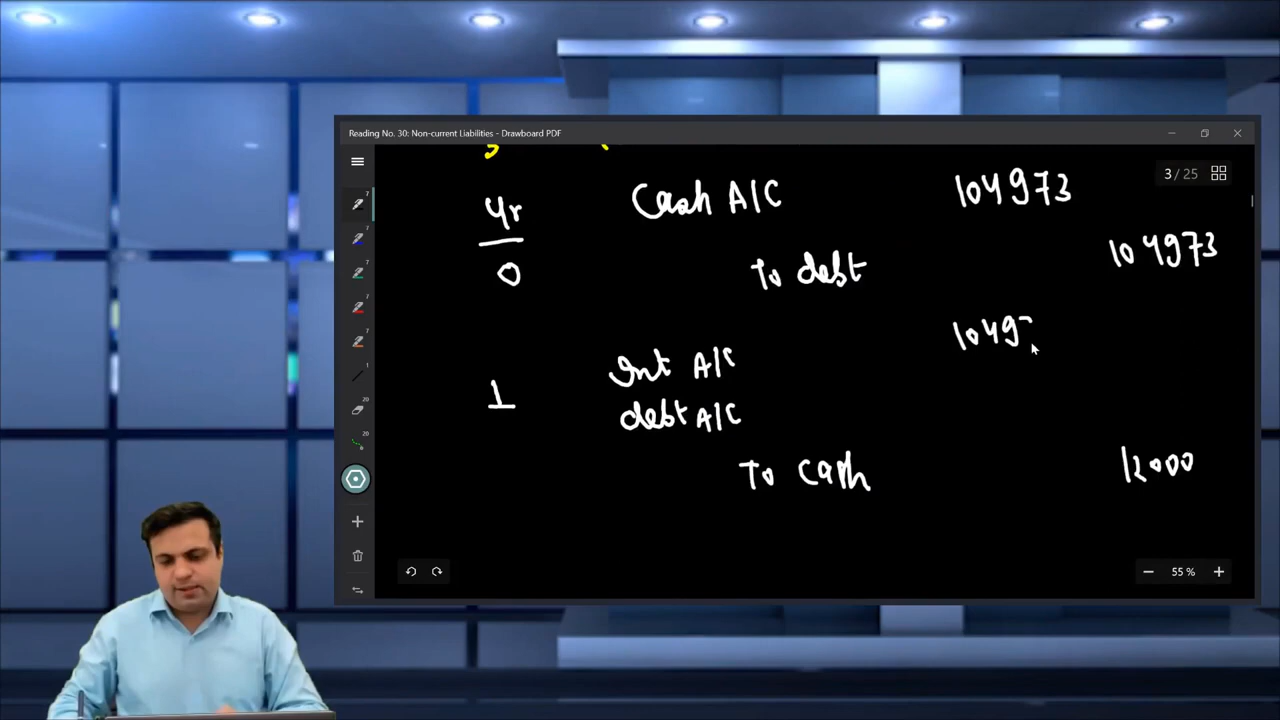 Reading No. 30: Non-current Liabilities - Drawboard PDF
3 / 25
Yr Cash A/C 104973
0 To debt 104973
1049
Int A/C
1 debt A/C
To cash 12000
55 %